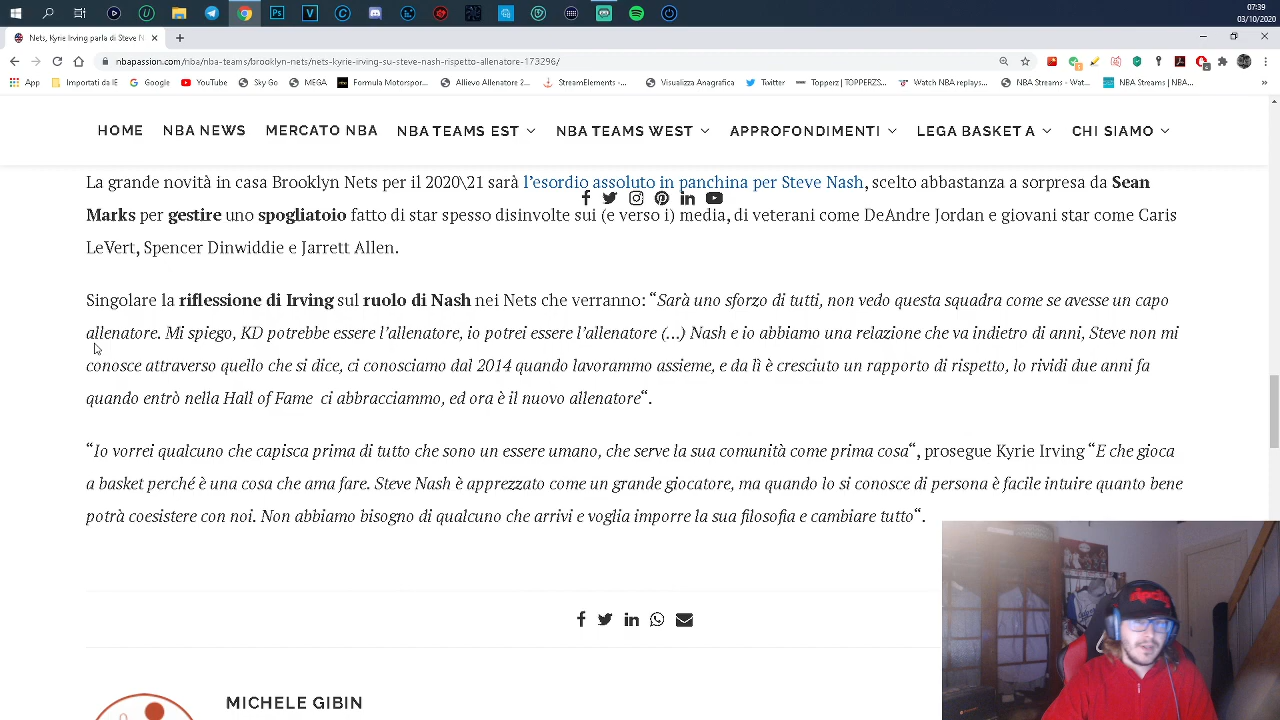 07:39
03/10/2020
Nets, Kyrie Irving parla di Steve N
nbapassion.com/nba/nba-teams/brooklyn-nets/nets-kyrie-irving-su-steve-nash-rispetto-allenatore-173296/
App Importati da IE Google YouTube Sky Go MEGA Formula Motorspor... Allievo Allenatore 2... StreamElements -... Visualizza Anagrafica Twitter Topperz | TOPPERZS... Watch NBA replays... NBA Streams - Wat... NBA Streams | NBA...
HOME NBA NEWS MERCATO NBA NBA TEAMS EST NBA TEAMS WEST APPROFONDIMENTI LEGA BASKET A CHI SIAMO
La grande novità in casa Brooklyn Nets per il 2020\21 sarà l’esordio assoluto in panchina per Steve Nash, scelto abbastanza a sorpresa da Sean
Marks per gestire uno spogliatoio fatto di star spesso disinvolte sui (e verso i) media, di veterani come DeAndre Jordan e giovani star come Caris
LeVert, Spencer Dinwiddie e Jarrett Allen.
Singolare la riflessione di Irving sul ruolo di Nash nei Nets che verranno: “Sarà uno sforzo di tutti, non vedo questa squadra come se avesse un capo
allenatore. Mi spiego, KD potrebbe essere l’allenatore, io potrei essere l’allenatore (…) Nash e io abbiamo una relazione che va indietro di anni, Steve non mi
conosce attraverso quello che si dice, ci conosciamo dal 2014 quando lavorammo assieme, e da lì è cresciuto un rapporto di rispetto, lo rividi due anni fa
quando entrò nella Hall of Fame ci abbracciammo, ed ora è il nuovo allenatore“.
“Io vorrei qualcuno che capisca prima di tutto che sono un essere umano, che serve la sua comunità come prima cosa“, prosegue Kyrie Irving “E che gioca
a basket perché è una cosa che ama fare. Steve Nash è apprezzato come un grande giocatore, ma quando lo si conosce di persona è facile intuire quanto bene
potrà coesistere con noi. Non abbiamo bisogno di qualcuno che arrivi e voglia imporre la sua filosofia e cambiare tutto“.
MICHELE GIBIN